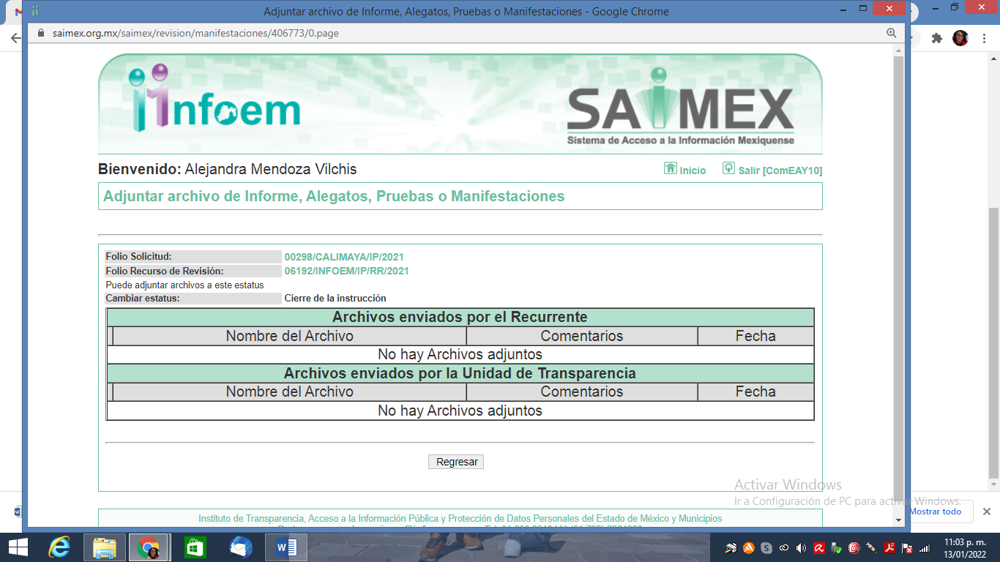 Adjuntar archivo de Informe, Alegatos, Pruebas o Manifestaciones - Google Chrome
saimex.org.mx/saimex/revision/manifestaciones/406773/0.page
infoem
SAIMEX
Sistema de Acceso a la Información Mexiquense
Bienvenido: Alejandra Mendoza Vilchis
Inicio Salir [ComEAY10]
Adjuntar archivo de Informe, Alegatos, Pruebas o Manifestaciones
Folio Solicitud: 00298/CALIMAYA/IP/2021
Folio Recurso de Revisión: 06192/INFOEM/IP/RR/2021
Puede adjuntar archivos a este estatus
Cambiar estatus: Cierre de la instrucción
Archivos enviados por el Recurrente
Nombre del Archivo Comentarios Fecha
No hay Archivos adjuntos
Archivos enviados por la Unidad de Transparencia
Nombre del Archivo Comentarios Fecha
No hay Archivos adjuntos
Regresar
Activar Windows
Ir a Configuración de PC para activar Windows.
Mostrar todo
Instituto de Transparencia, Acceso a la Información Pública y Protección de Datos Personales del Estado de México y Municipios
11:03 p. m.
13/01/2022